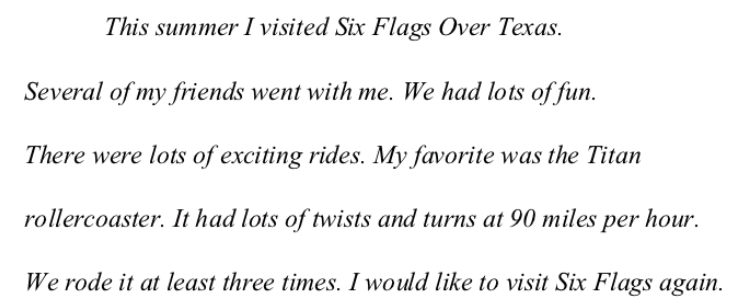 This summer I visited Six Flags Over Texas.
Several of my friends went with me. We had lots of fun.
There were lots of exciting rides. My favorite was the Titan
rollercoaster. It had lots of twists and turns at 90 miles per hour.
We rode it at least three times. I would like to visit Six Flags again.